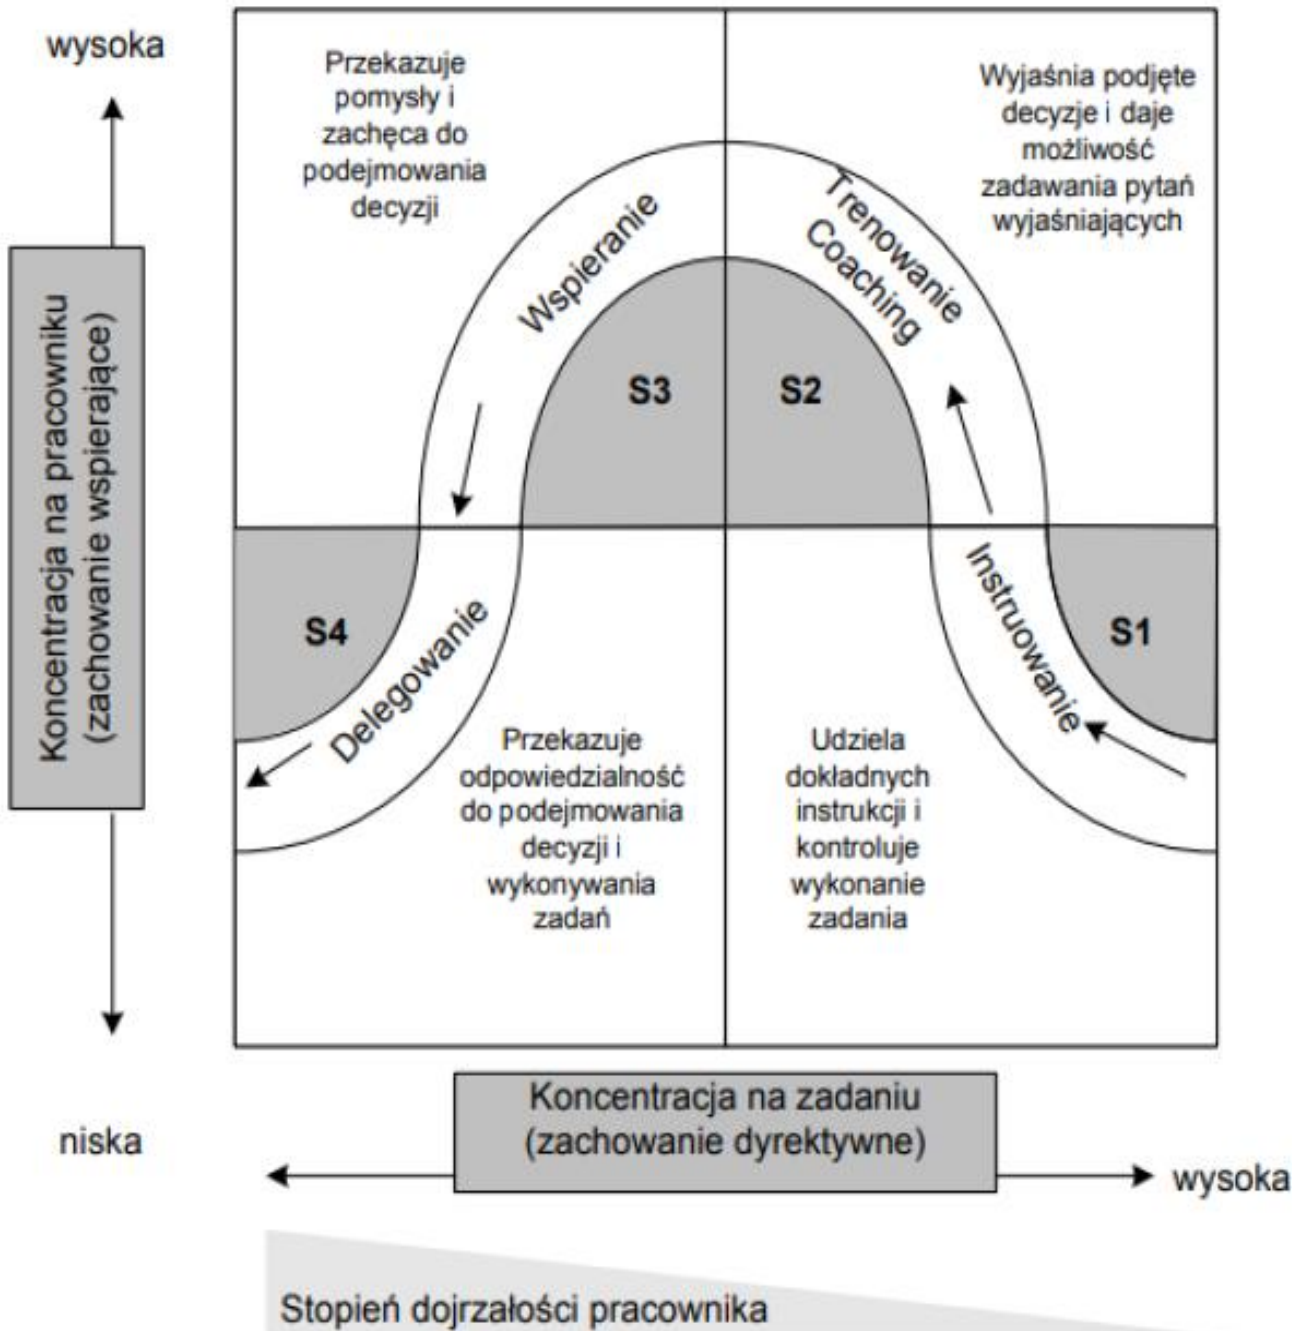 wysoka
Przekazuje
pomysły i
zachęca do
podejmowania
decyzji
Wyjaśnia podjęte
decyzje i daje
możliwość
zadawania pytań
wyjaśniających
Wspieranie
Trenowanie
Coaching
Koncentracja na pracowniku
(zachowanie wspierające)
S3
S2
S4
Delegowanie
Instruowanie
S1
Przekazuje
odpowiedzialność
do podejmowania
decyzji i
wykonywania
zadań
Udziela
dokładnych
instrukcji i
kontroluje
wykonanie
zadania
niska
Koncentracja na zadaniu
(zachowanie dyrektywne)
wysoka
Stopień dojrzałości pracownika